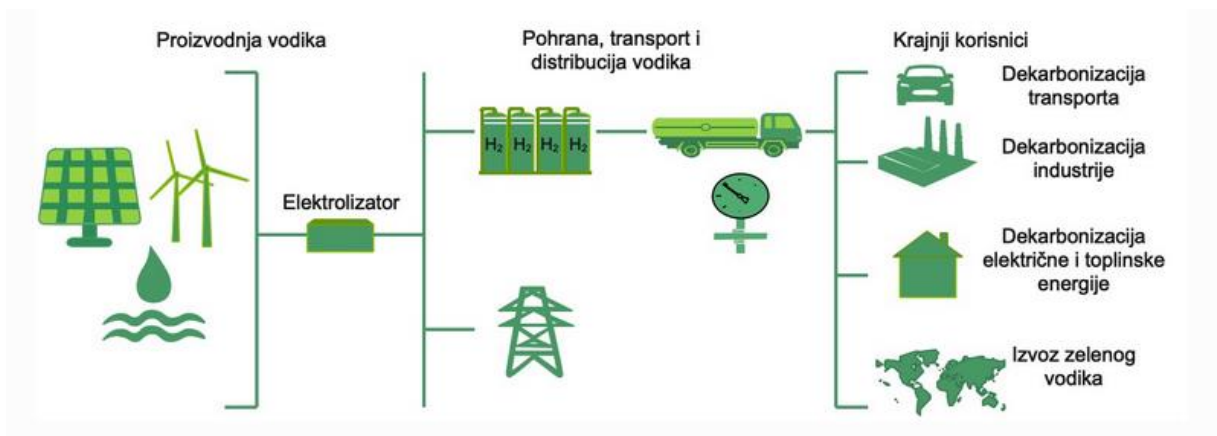 Proizvodnja vodika
Elektrolizator
Pohrana, transport i
distribucija vodika
H₂ H₂ H₂ H₂
Krajnji korisnici
Dekarbonizacija
transporta
Dekarbonizacija
industrije
Dekarbonizacija
električne i toplinske
energije
Izvoz zelenog
vodika